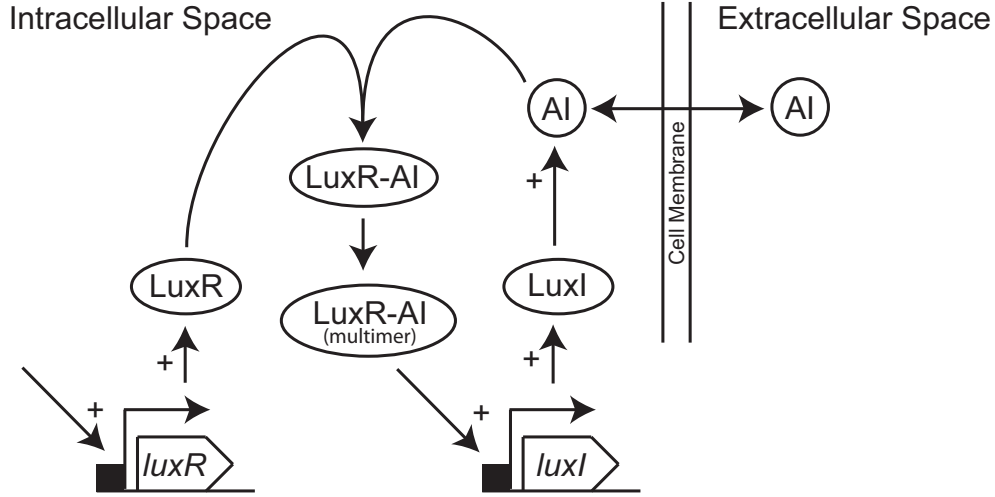 Intracellular Space
Extracellular Space
AI
AI
Cell Membrane
LuxR-AI
+
LuxR
LuxI
LuxR-AI
(multimer)
+
+
+
+
luxR
luxI